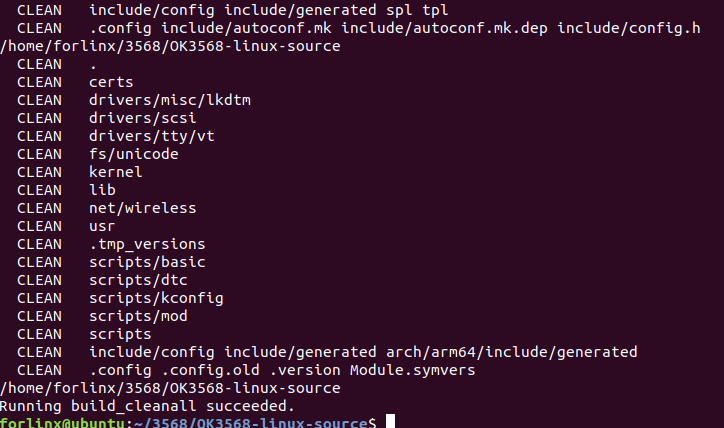 CLEAN   include/config include/generated spl tpl
CLEAN   .config include/autoconf.mk include/autoconf.mk.dep include/config.h
/home/forlinx/3568/OK3568-linux-source
CLEAN   .
CLEAN   certs
CLEAN   drivers/misc/lkdtm
CLEAN   drivers/scsi
CLEAN   drivers/tty/vt
CLEAN   fs/unicode
CLEAN   kernel
CLEAN   lib
CLEAN   net/wireless
CLEAN   usr
CLEAN   .tmp_versions
CLEAN   scripts/basic
CLEAN   scripts/dtc
CLEAN   scripts/kconfig
CLEAN   scripts/mod
CLEAN   scripts
CLEAN   include/config include/generated arch/arm64/include/generated
CLEAN   .config .config.old .version Module.symvers
/home/forlinx/3568/OK3568-linux-source
Running build_cleanall succeeded.
forlinx@ubuntu:~/3568/OK3568-linux-source$